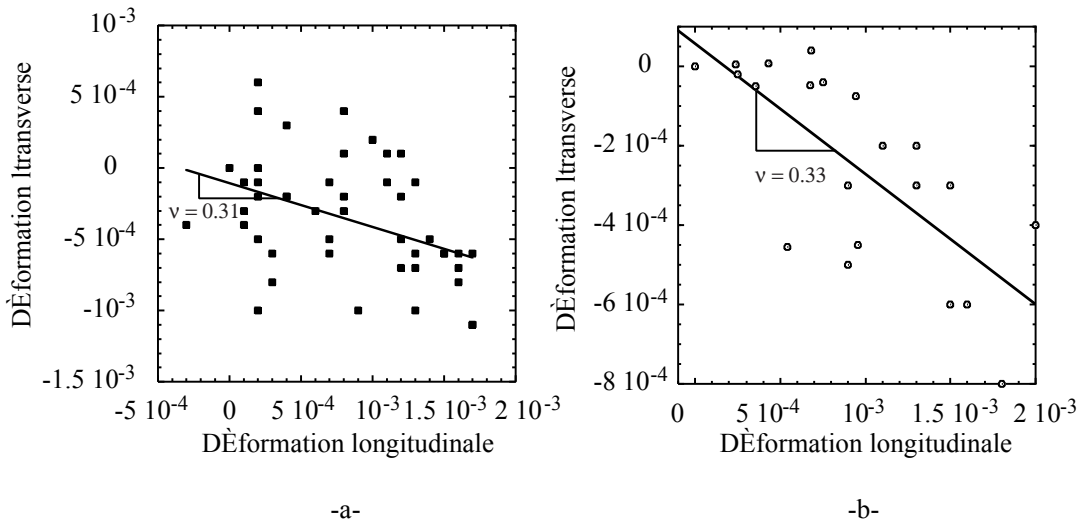 10-3
5 10-4
0
-5 10-4
-10-3
-1.5 10-3
DÈformation ltransverse
ν = 0.31
-5 10-4 0 5 10-4 10-3 1.5 10-3 2 10-3
DÈformation longitudinale
-a-
0
-2 10-4
-4 10-4
-6 10-4
-8 10-4
DÈformation ltransverse
ν = 0.33
0 5 10-4 10-3 1.5 10-3 2 10-3
DÈformation longitudinale
-b-